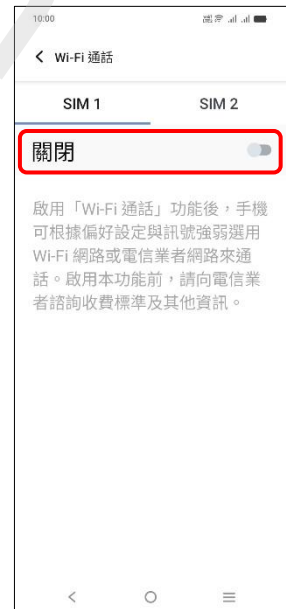 10:00
Wi-Fi 通話
SIM 1 SIM 2
關閉
啟用「Wi-Fi 通話」功能後，手機
可根據偏好設定與訊號強弱選用
Wi-Fi 網路或電信業者網路來通
話。啟用本功能前，請向電信業
者諮詢收費標準及其他資訊。